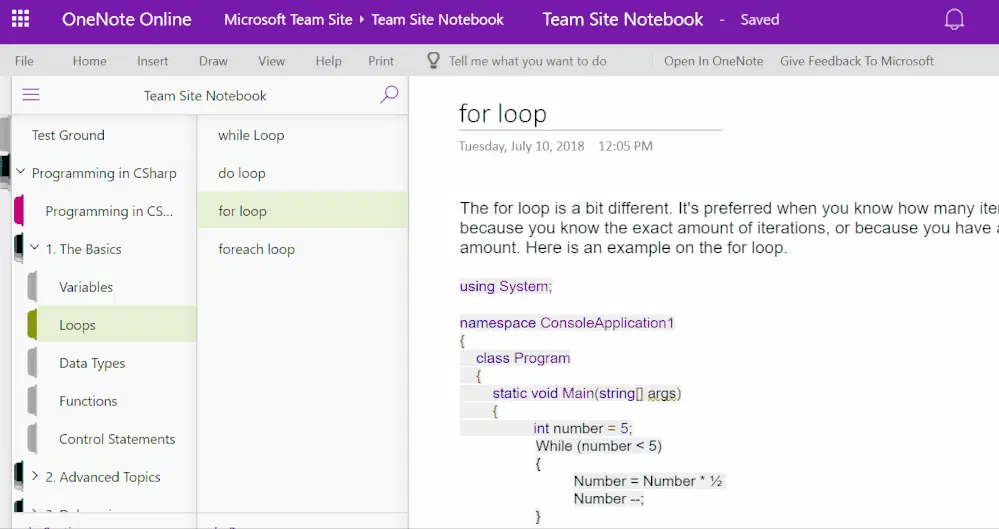 OneNote Online Microsoft Team Site Team Site Notebook Team Site Notebook - Saved
File Home Insert Draw View Help Print Tell me what you want to do Open In OneNote Give Feedback To Microsoft
Team Site Notebook
Test Ground
Programming in CSharp
Programming in CS...
1. The Basics
Variables
Loops
Data Types
Functions
Control Statements
2. Advanced Topics
while Loop
do loop
for loop
foreach loop
for loop
Tuesday, July 10, 2018 12:05 PM
The for loop is a bit different. It's preferred when you know how many
because you know the exact amount of iterations, or because you have
amount. Here is an example on the for loop.
using System;
namespace ConsoleApplication1
{
class Program
{
static void Main(string[] args)
{
int number = 5;
While (number < 5)
{
Number = Number * ½
Number --;
}